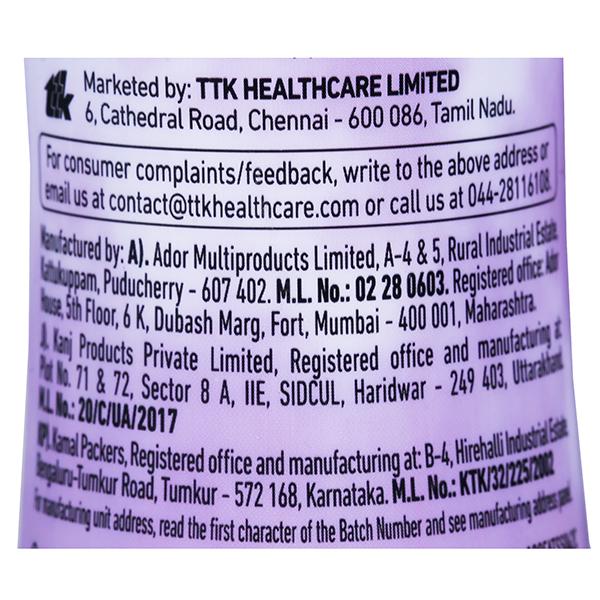 ttk
Marketed by: TTK HEALTHCARE LIMITED
6, Cathedral Road, Chennai - 600 086, Tamil Nadu.
For consumer complaints/feedback, write to the above address or
email us at contact@ttkhealthcare.com or call us at 044-28116108.
Manufactured by: A). Ador Multiproducts Limited, A-4 & 5, Rural Industrial Estate,
Kattukuppam, Puducherry - 607 402. M.L. No.: 02 28 0603. Registered office: Ador
House, 5th Floor, 6 K, Dubash Marg, Fort, Mumbai - 400 001, Maharashtra.
Kanj Products Private Limited, Registered office and manufacturing at:
Plot No. 71 & 72, Sector 8 A, IIE, SIDCUL, Haridwar - 249 403, Uttarakhand.
M.L. No.: 20/C/UA/2017
KP). Kamal Packers, Registered office and manufacturing at: B-4, Hirehalli Industrial Estate,
Bengaluru-Tumkur Road, Tumkur - 572 168, Karnataka. M.L. No.: KTK/32/225/2002
For manufacturing unit address, read the first character of the Batch Number and see manufacturing address panel.